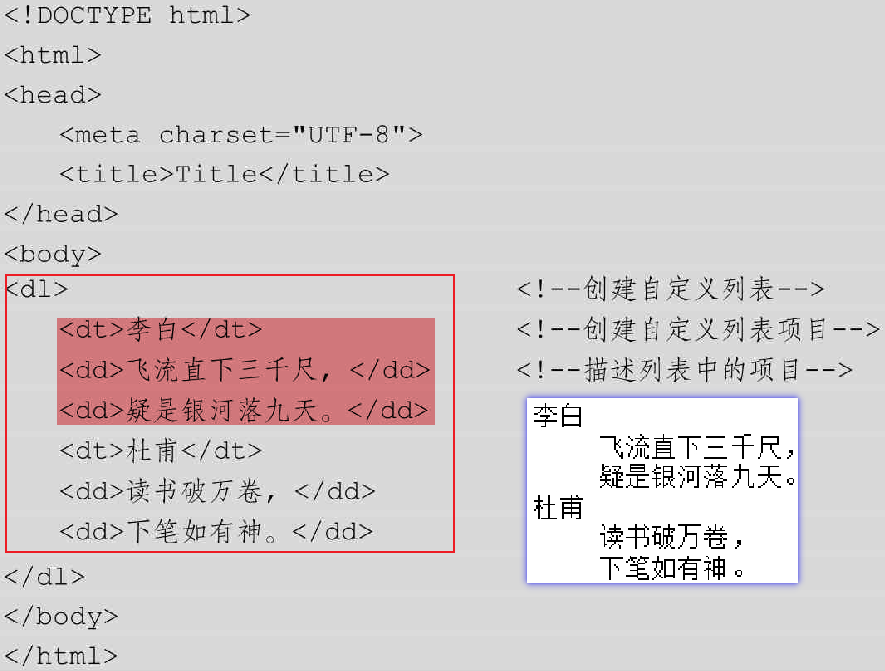 <!DOCTYPE html>
<html>
<head>
<meta charset="UTF-8">
<title>Title</title>
</head>
<body>
<dl> <!--创建自定义列表-->
<dt>李白</dt> <!--创建自定义列表项目-->
<dd>飞流直下三千尺，</dd> <!--描述列表中的项目-->
<dd>疑是银河落九天。</dd>
<dt>杜甫</dt>
<dd>读书破万卷，</dd>
<dd>下笔如有神。</dd>
</dl>
</body>
</html>
李白
飞流直下三千尺，
疑是银河落九天。
杜甫
读书破万卷，
下笔如有神。